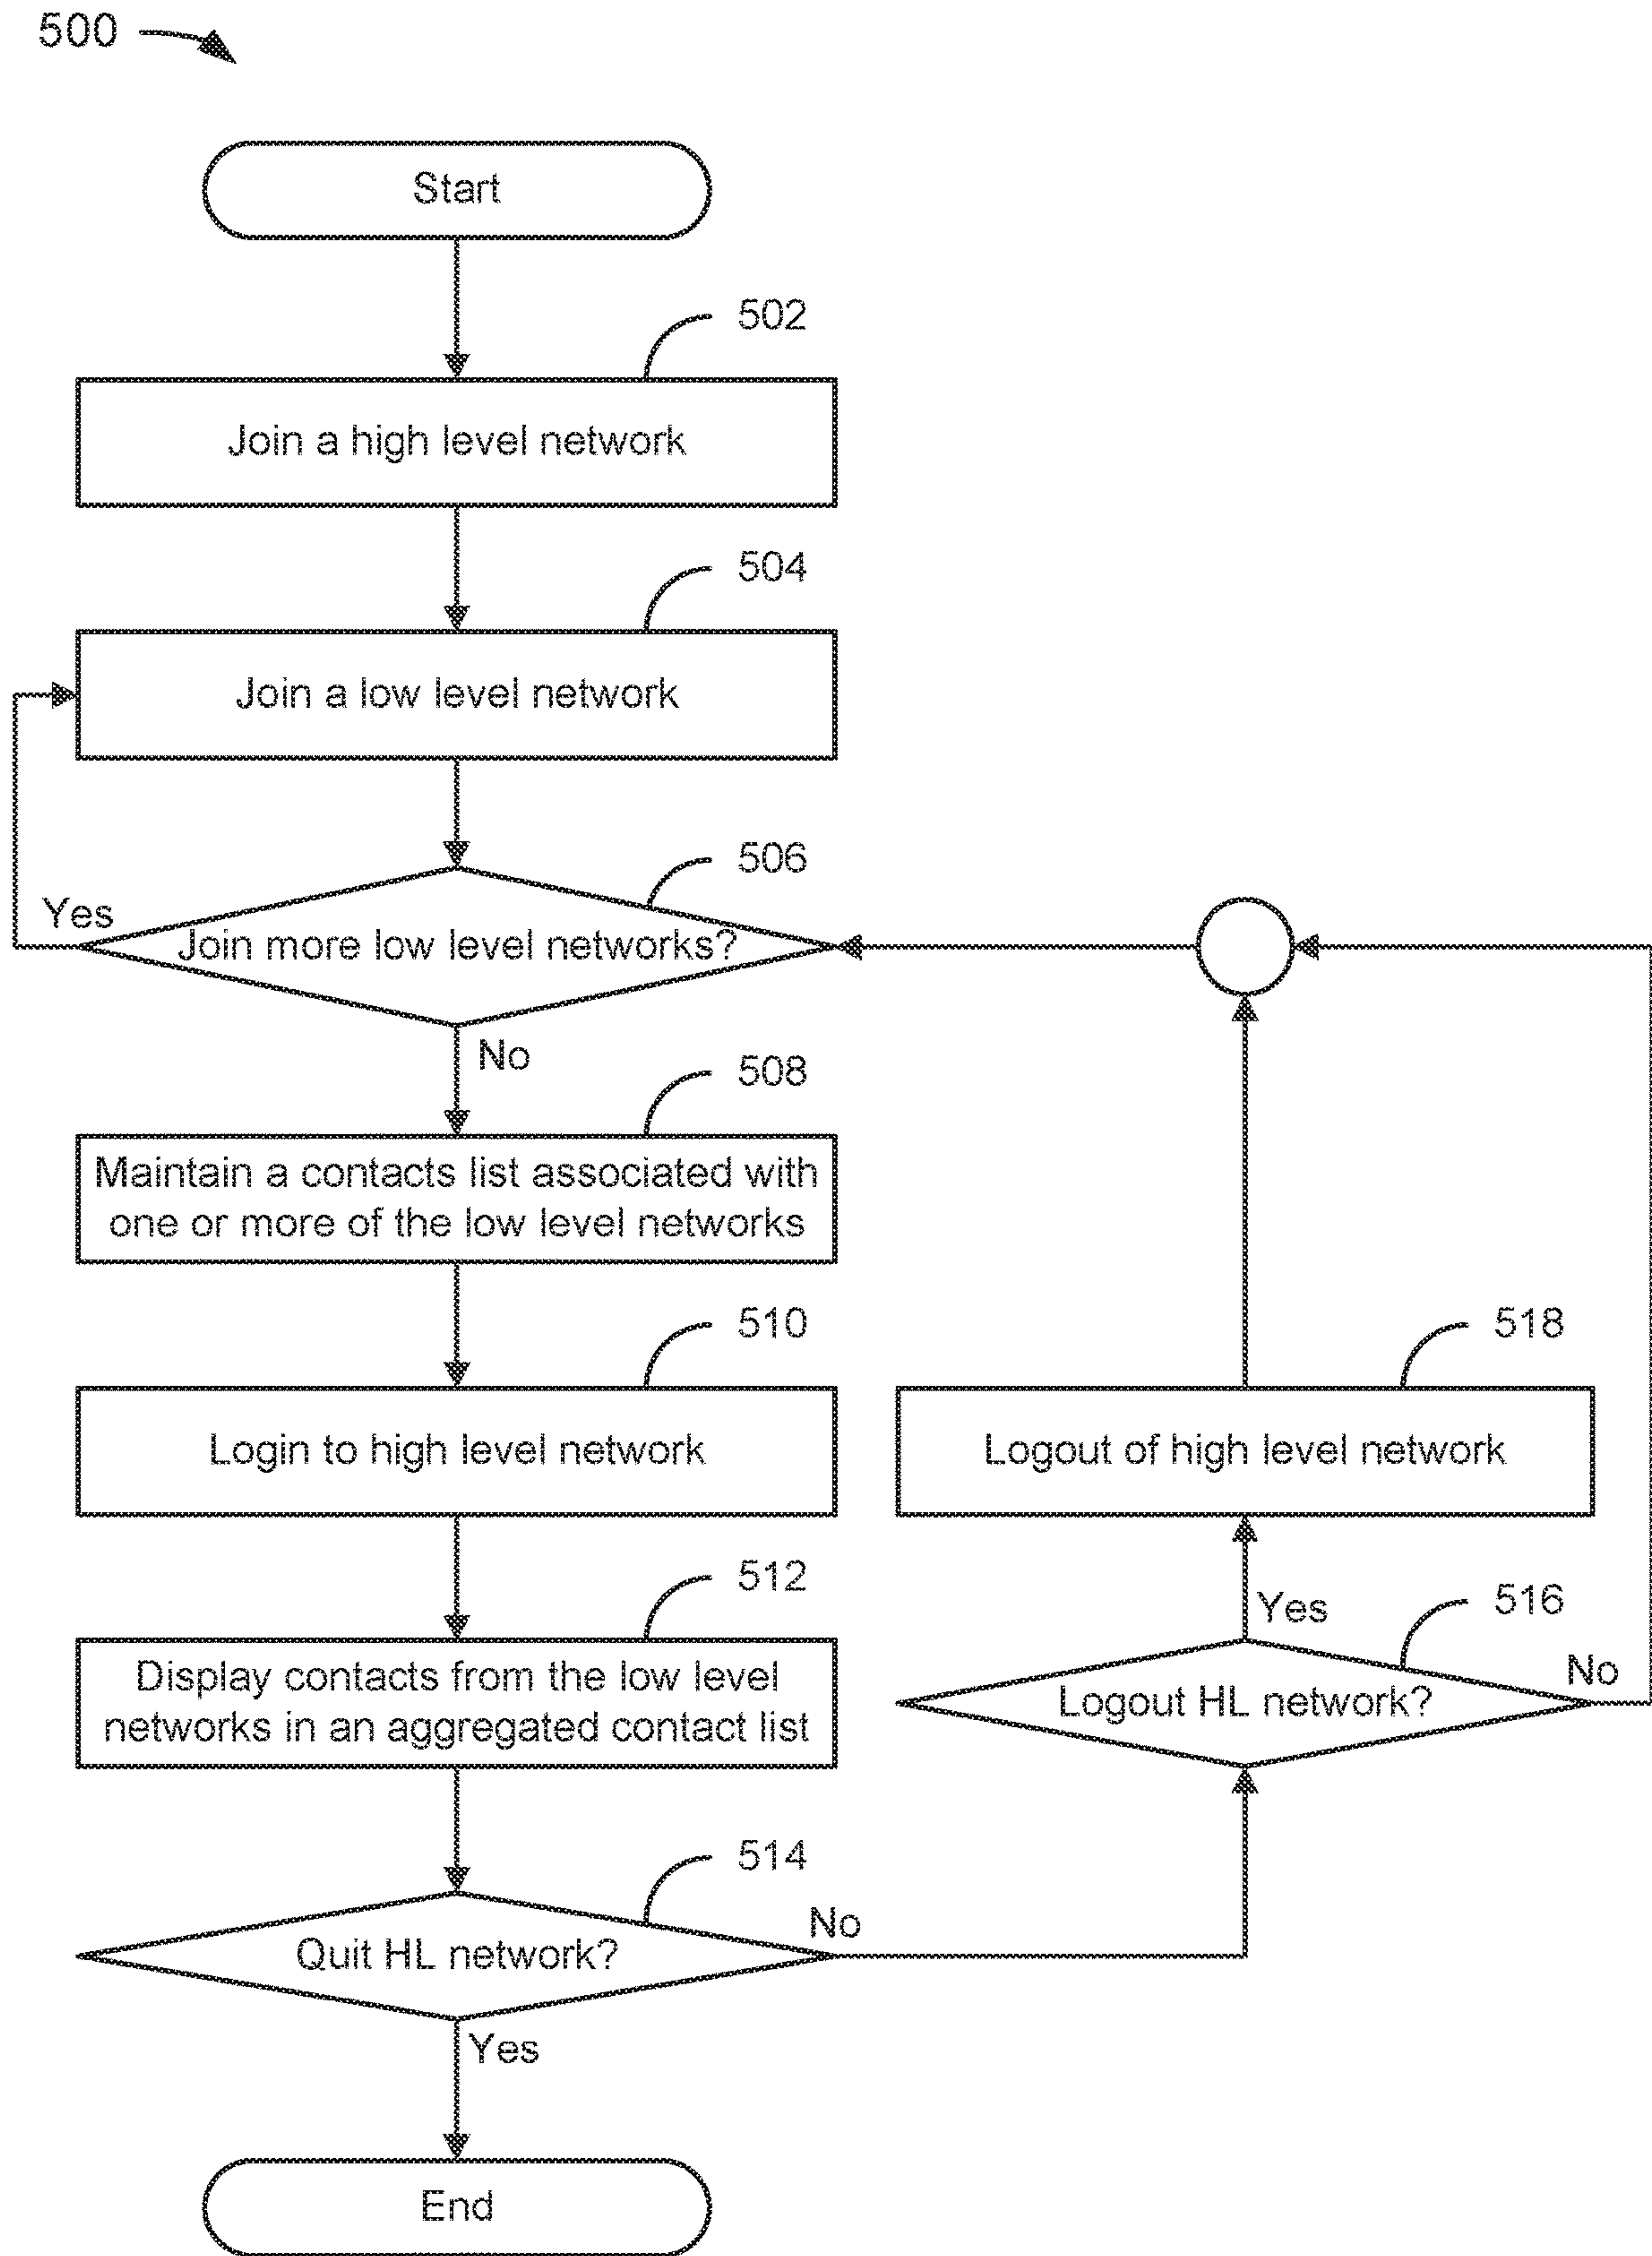 500
Start
502
Join a high level network
504
Join a low level network
506
Yes
Join more low level networks?
No
508
Maintain a contacts list associated with
one or more of the low level networks
510
Login to high level network
518
Logout of high level network
512
Display contacts from the low level
networks in an aggregated contact list
Yes
516
No
Logout HL network?
514
No
Quit HL network?
Yes
End